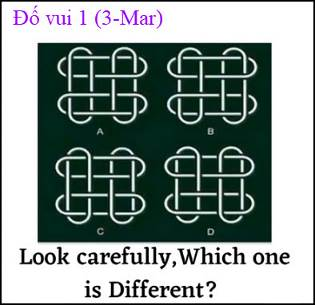 Đố vui 1 (3-Mar)
A
B
C
D
Look carefully,Which one
is Different?